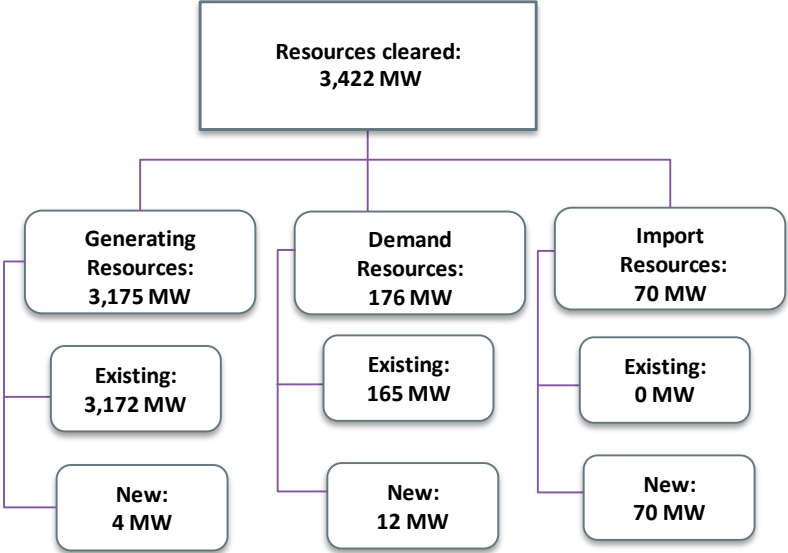 Resources cleared:
3,422 MW
Generating
Resources:
3,175 MW
Demand
Resources:
176 MW
Import
Resources:
70 MW
Existing:
3,172 MW
Existing:
165 MW
Existing:
0 MW
New:
4 MW
New:
12 MW
New:
70 MW